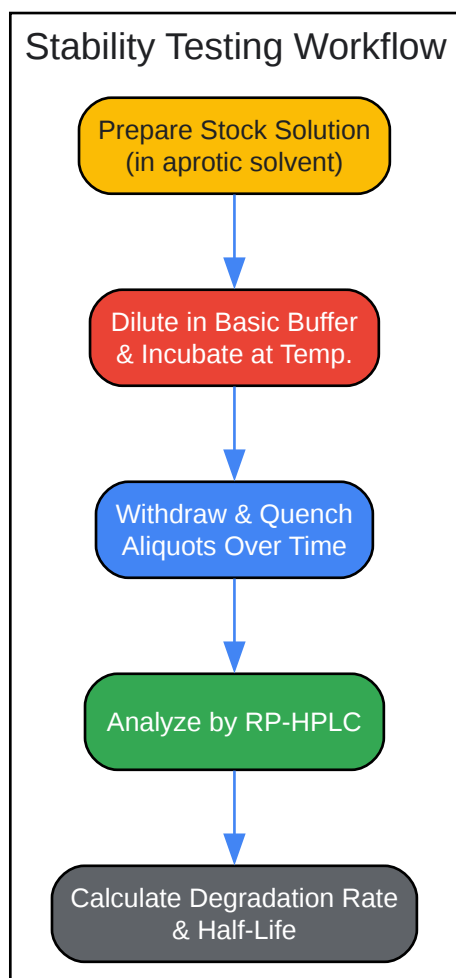 Stability Testing Workflow
Prepare Stock Solution
(in aprotic solvent)
Dilute in Basic Buffer
& Incubate at Temp.
Withdraw & Quench
Aliquots Over Time
Analyze by RP-HPLC
Calculate Degradation Rate
& Half-Life